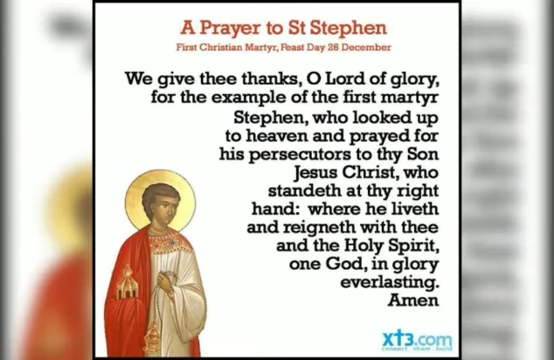 A Prayer to St Stephen
First Christian Martyr, Feast Day 26 December
We give thee thanks, O Lord of glory,
for the example of the first martyr
Stephen, who looked up
to heaven and prayed for
his persecutors to thy Son
Jesus Christ, who
standeth at thy right
hand: where he liveth
and reigneth with thee
and the Holy Spirit,
one God, in glory
everlasting.
Amen
xt3.com
connect share build